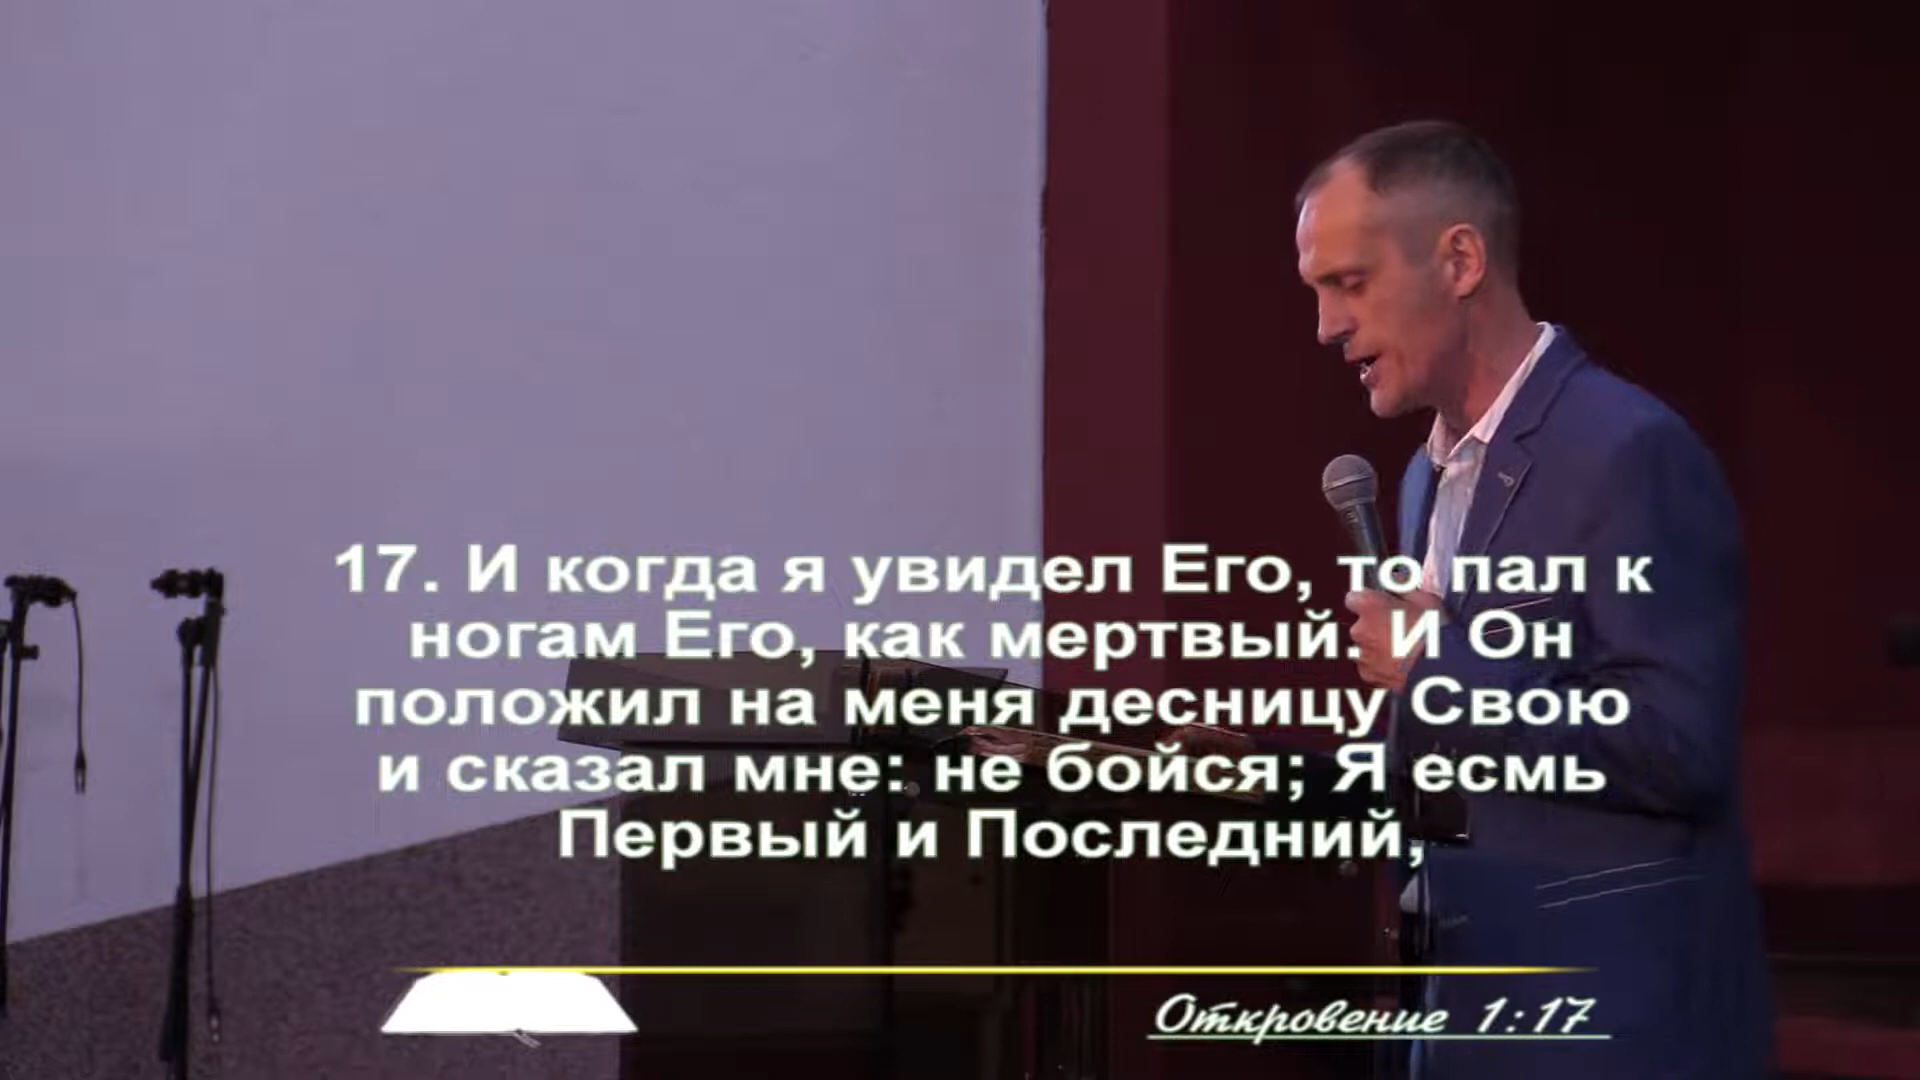 17. И когда я увидел Его, то пал к
ногам Его, как мертвый. И Он
положил на меня десницу Свою
и сказал мне: не бойся; Я есмь
Первый и Последний,
Откровение 1:17